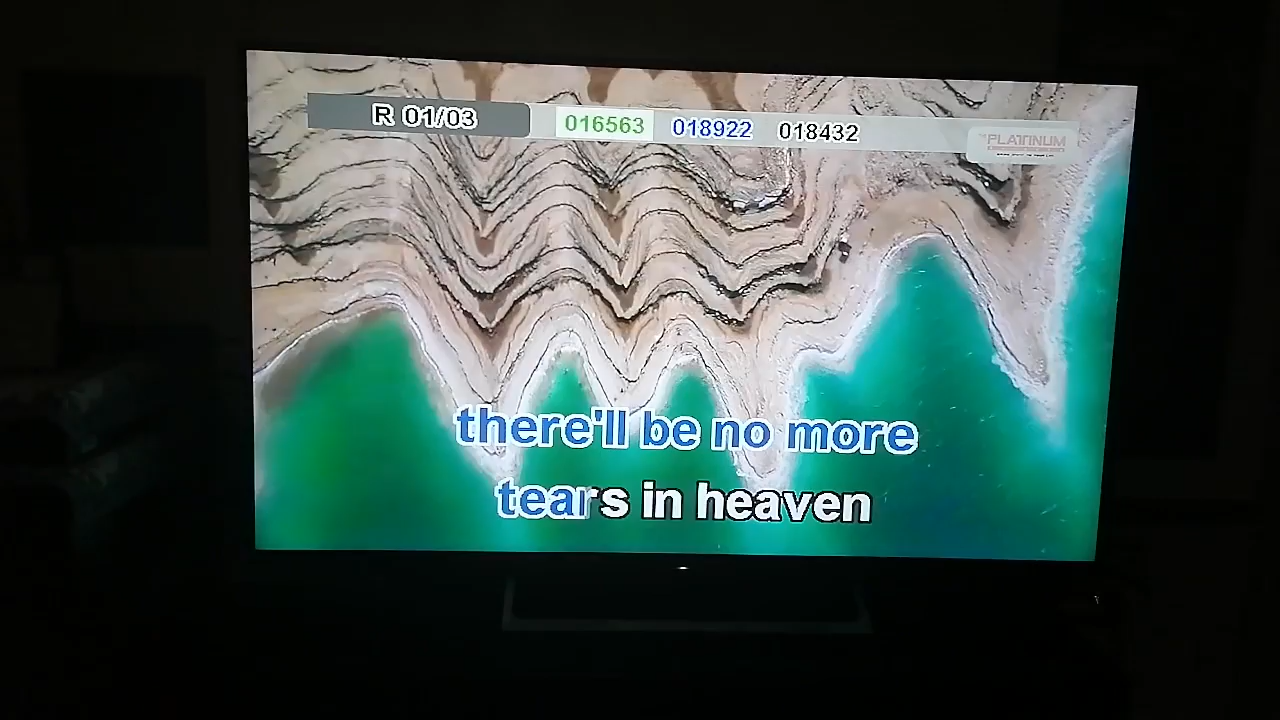 R 01/03
016563 018922 018432
PLATINUM
there'll be no more
tears in heaven